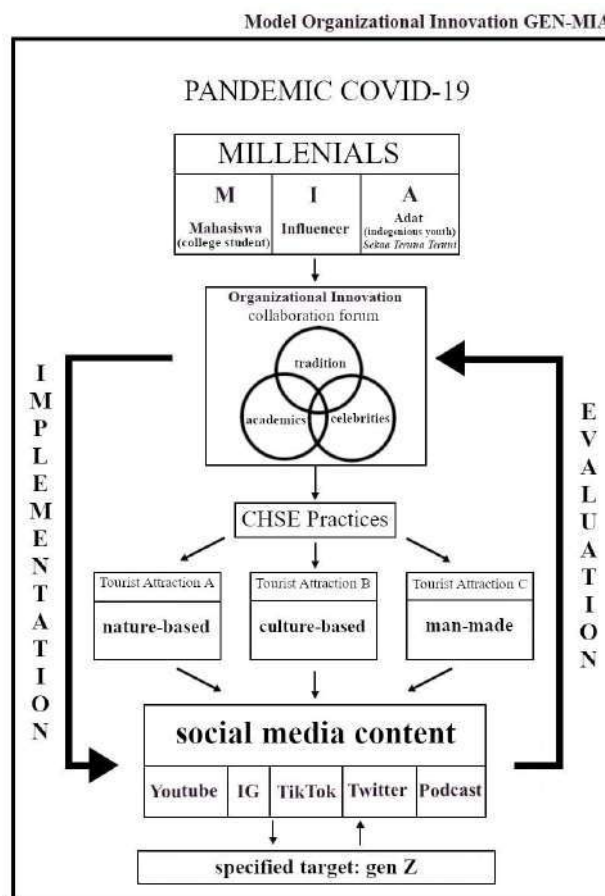 Model Organizational Innovation GEN-MIA
PANDEMIC COVID-19
MILLENIALS
M
Mahasiswa
(college student)
I
Influencer
A
Adat
(indegenious youth)
Sekaa Teruna Teruni
Organizational Innovation
collaboration forum
tradition
academics
celebrities
IMPLEMENTATION
EVALUATION
CHSE Practices
Tourist Attraction A
nature-based
Tourist Attraction B
culture-based
Tourist Attraction C
man-made
social media content
Youtube IG TikTok Twitter Podcast
specified target: gen Z